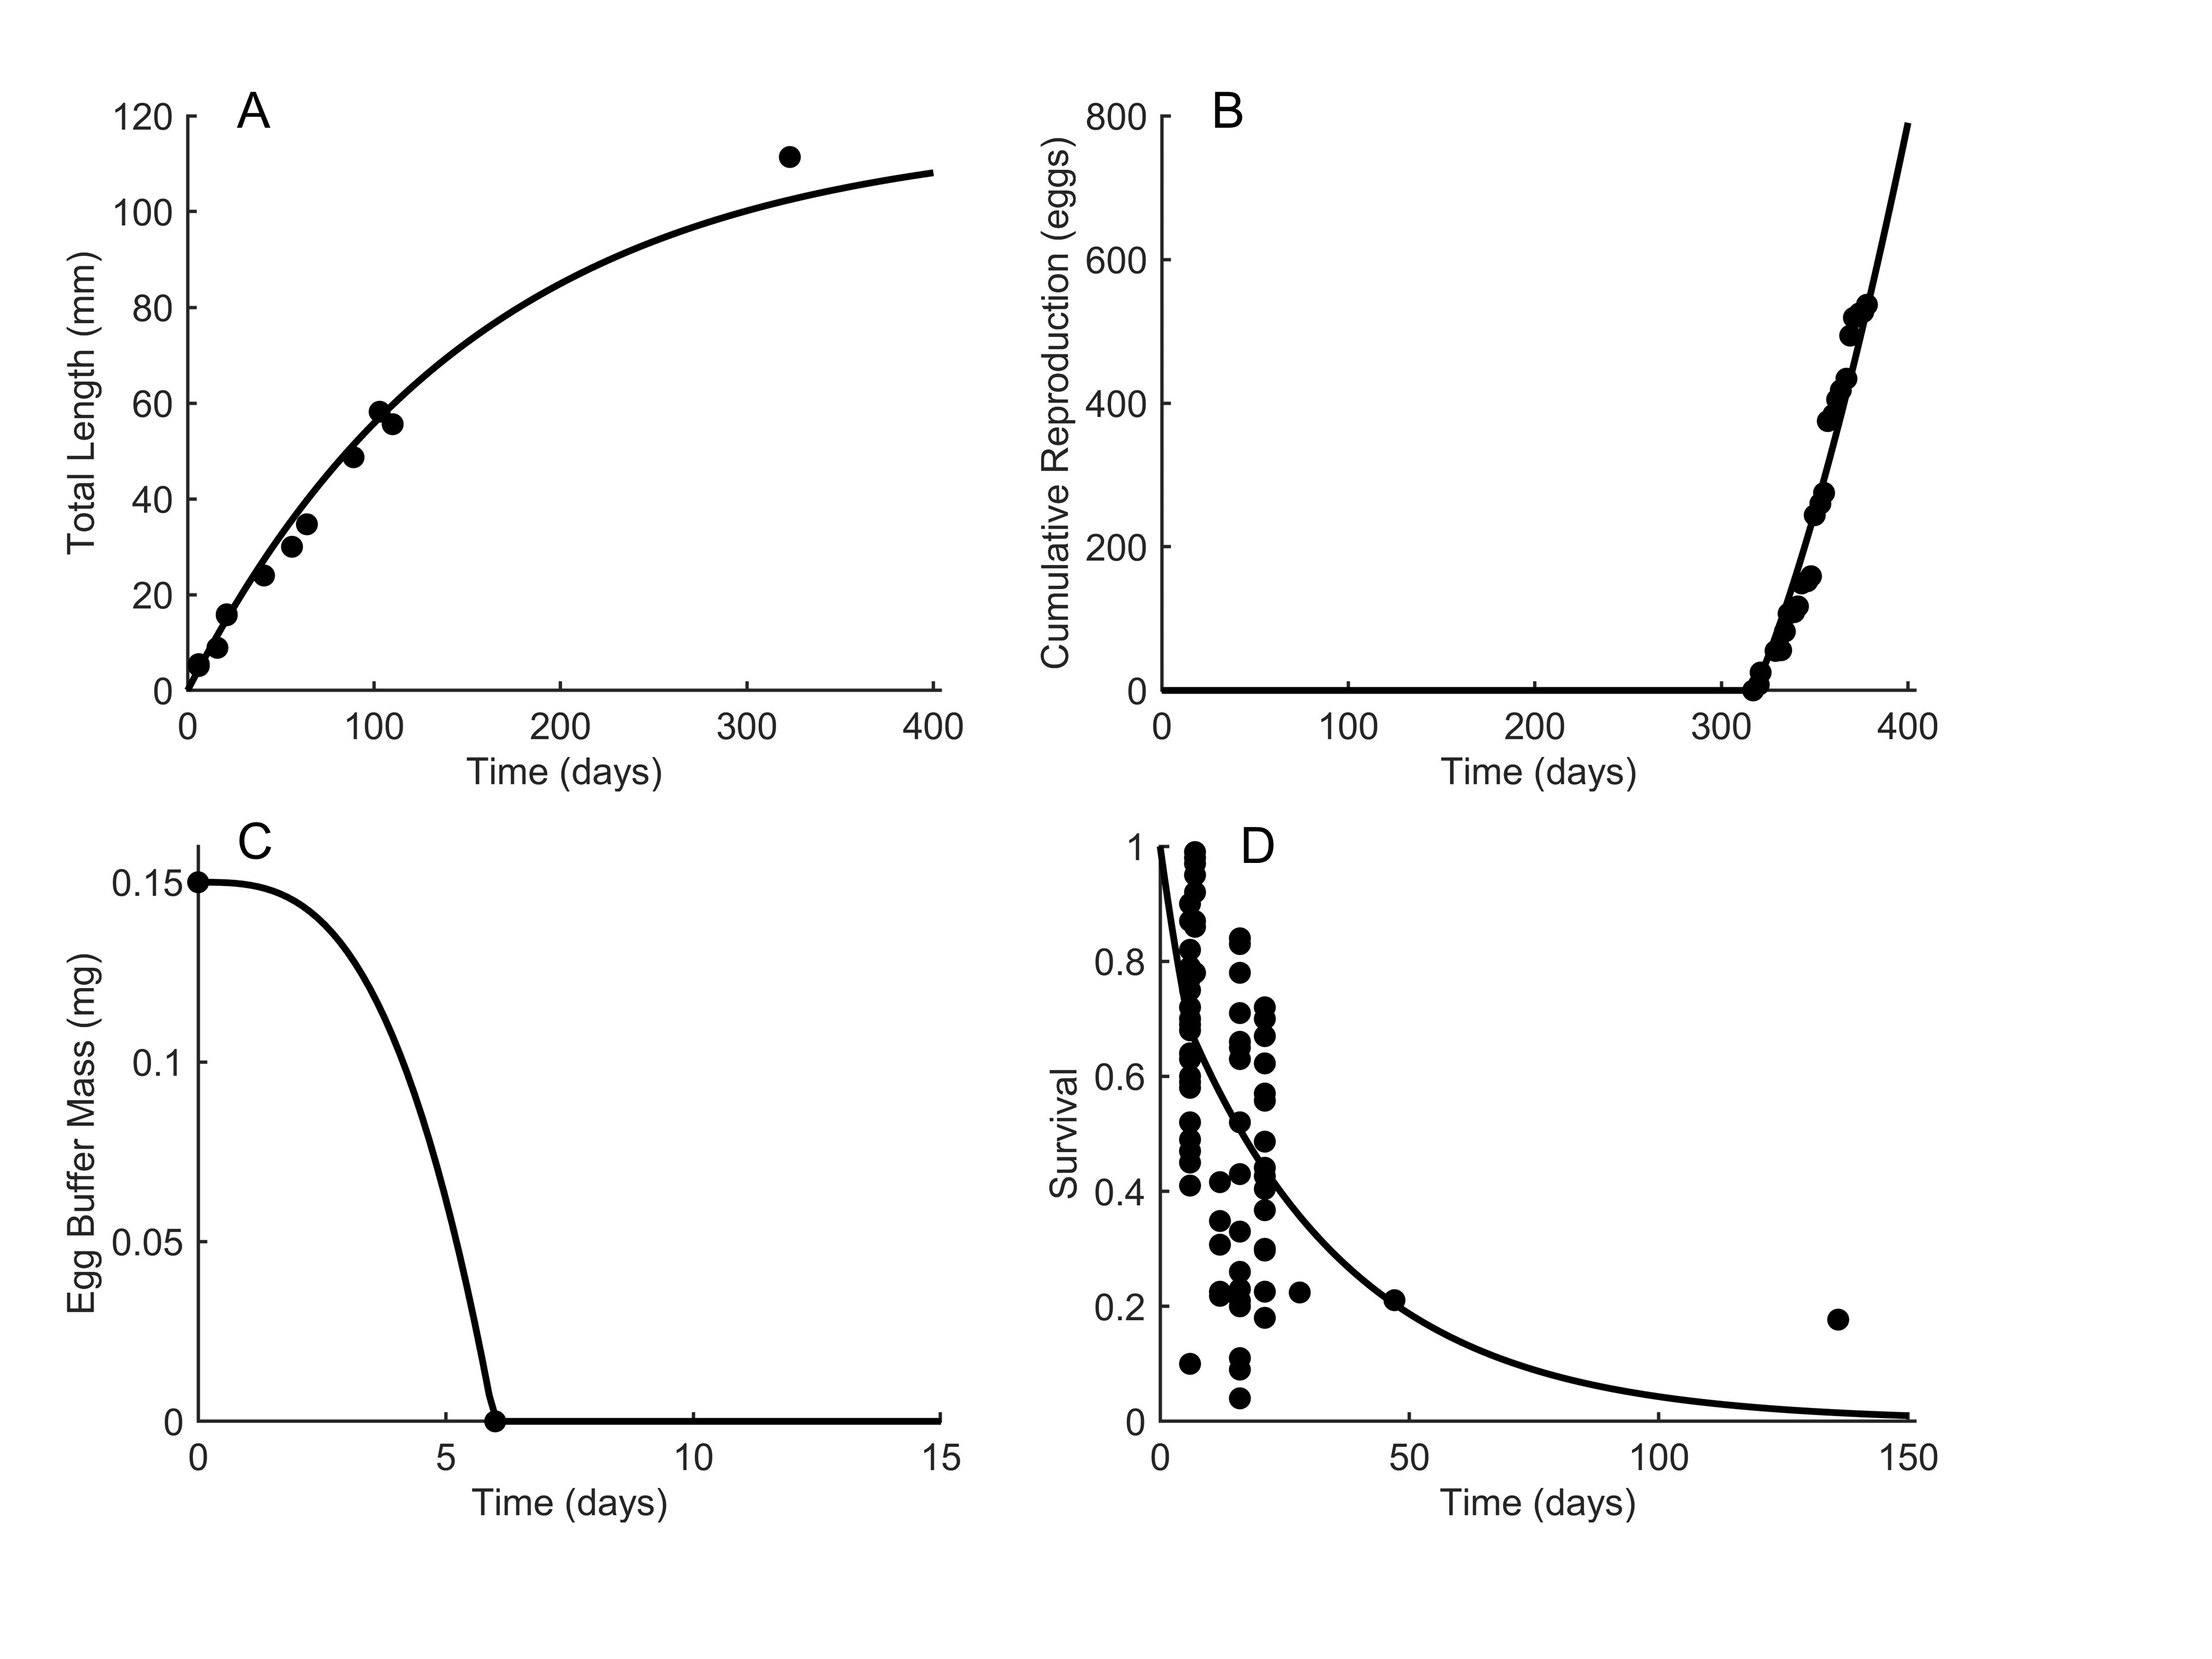 A
120
100
80
60
40
20
0
0 100 200 300 400
Total Length (mm)
Time (days)
B
800
600
400
200
0
0 100 200 300 400
Cumulative Reproduction (eggs)
Time (days)
C
0.15
0.1
0.05
0
0 5 10 15
Egg Buffer Mass (mg)
Time (days)
D
1
0.8
0.6
0.4
0.2
0
0 50 100 150
Survival
Time (days)